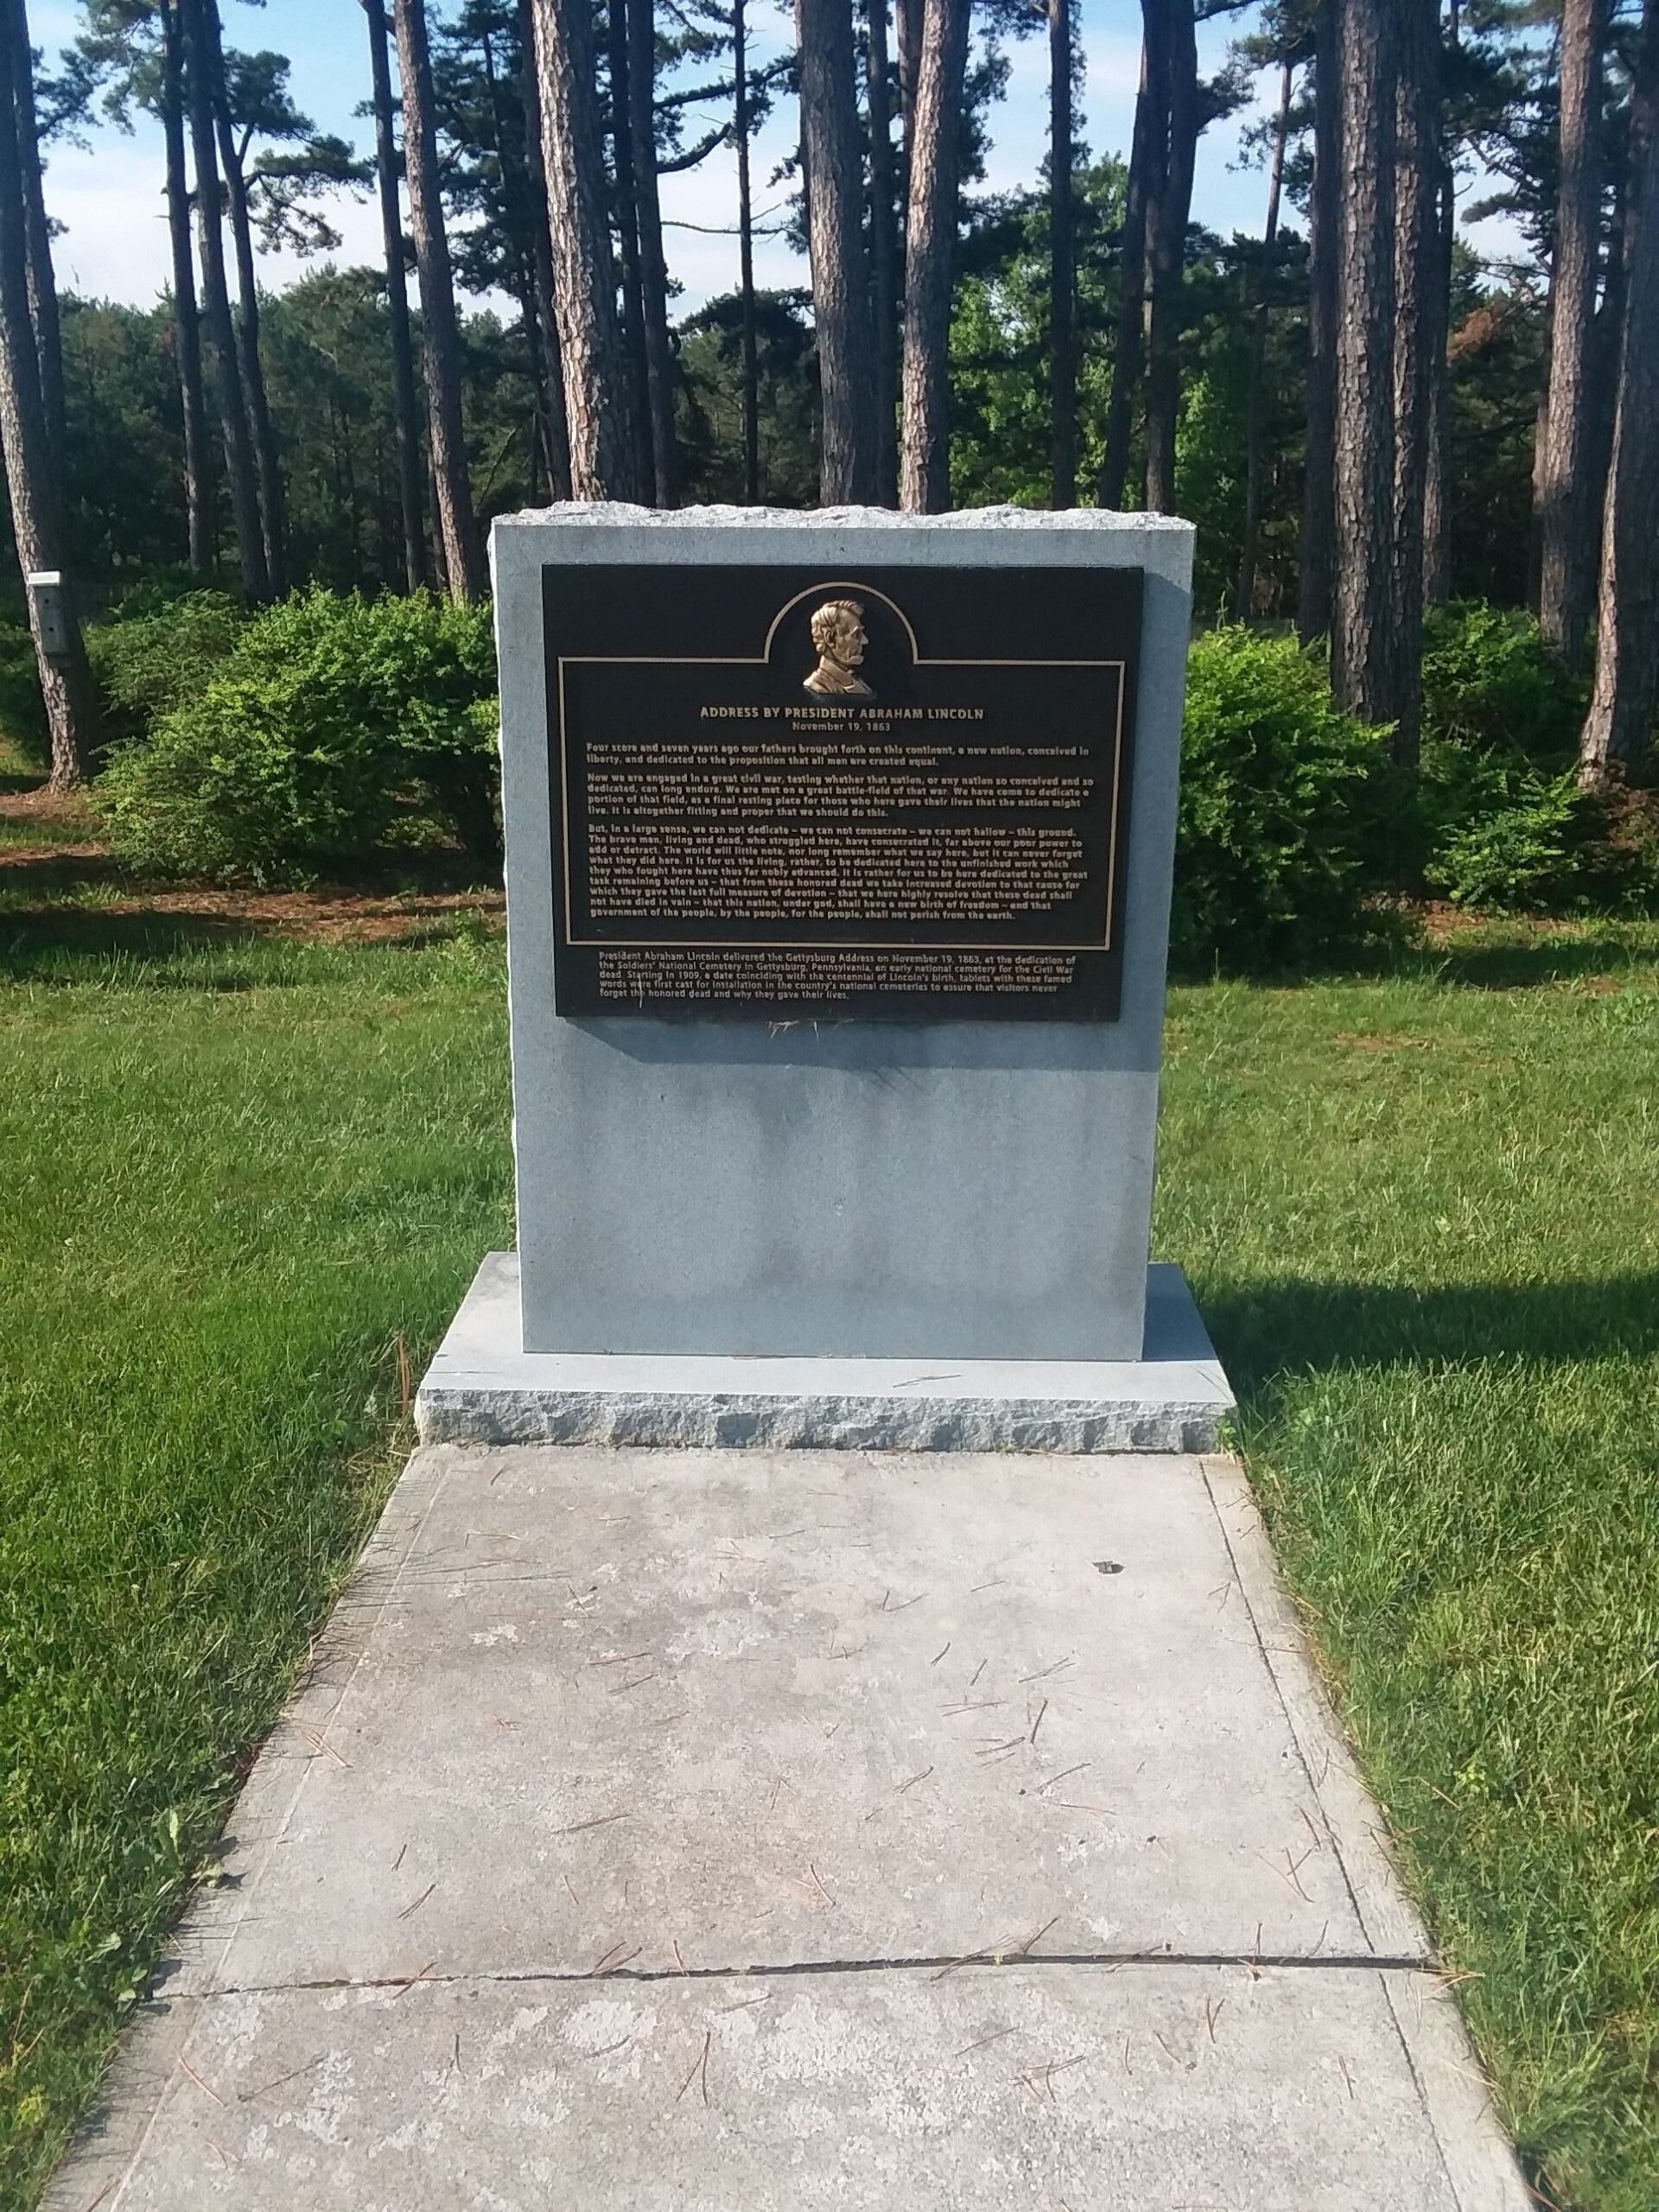 ADDRESS BY PRESIDENT ABRAHAM LINCOLN
November 19, 1863
Four score and seven years ago our fathers brought forth on this continent, a new nation, conceived in
liberty, and dedicated to the proposition that all men are created equal.
Now we are engaged in a great civil war, testing whether that nation, or any nation so conceived and so
dedicated, can long endure. We are met on a great battle-field of that war. We have come to dedicate a
portion of that field, as a final resting place for those who here gave their lives that the nation might
live. It is altogether fitting and proper that we should do this.
But, in a large sense, we can not dedicate – we can not consecrate – we can not hallow – this ground.
The brave men, living and dead, who struggled here, have consecrated it, far above our poor power to
add or detract. The world will little note, nor long remember what we say here, but it can never forget
what they did here. It is for us the living, rather, to be dedicated here to the unfinished work which
they who fought here have thus far nobly advanced. It is rather for us to be here dedicated to the great
task remaining before us – that from these honored dead we take increased devotion to that cause for
which they gave the last full measure of devotion – that we here highly resolve that these dead shall
not have died in vain – that this nation, under god, shall have a new birth of freedom – and that
government of the people, by the people, for the people, shall not perish from the earth.
President Abraham Lincoln delivered the Gettysburg Address on November 19, 1863, at the dedication of
the Soldiers' National Cemetery in Gettysburg, Pennsylvania, an early national cemetery for the Civil War
dead. Starting in 1909, a date coinciding with the centennial of Lincoln's birth, tablets with these famed
words were first cast for installation in the country's national cemeteries to assure that visitors never
forget the honored dead and why they gave their lives.